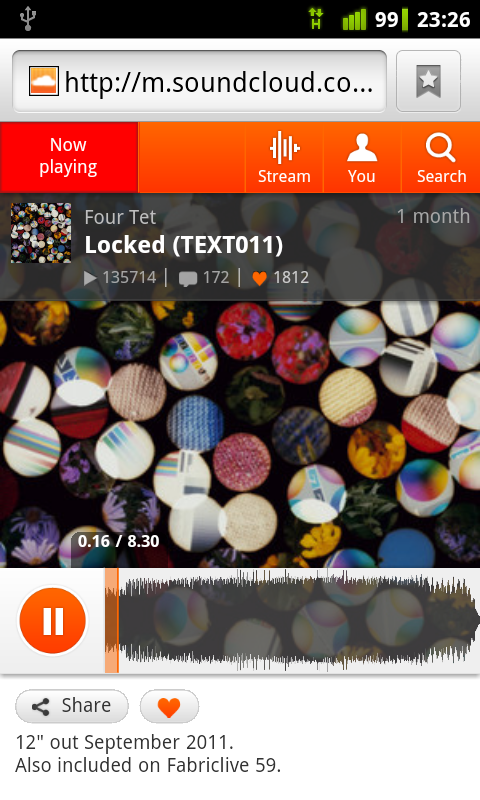 H 99 23:26
http://m.soundcloud.co...
Now
playing
Stream
You
Search
Four Tet
1 month
Locked (TEXT011)
135714 | 172 | 1812
0.16 / 8.30
Share
12" out September 2011.
Also included on Fabriclive 59.